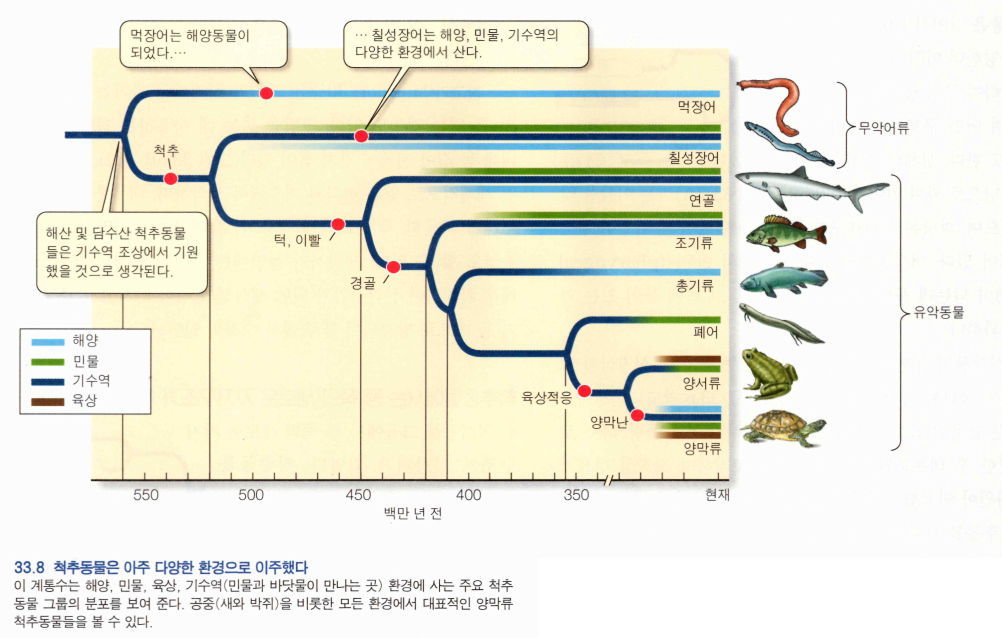 먹장어는 해양동물이
되었다.…
… 칠성장어는 해양, 민물, 기수역의
다양한 환경에서 산다.
먹장어
무악어류
척추
칠성장어
연골
해산 및 담수산 척추동물
들은 기수역 조상에서 기원
했을 것으로 생각된다.
턱, 이빨
조기류
경골
총기류
유악동물
해양
민물
기수역
육상
폐어
양서류
육상적응
양막난
양막류
550 500 450 400 350 현재
백만 년 전
33.8 척추동물은 아주 다양한 환경으로 이주했다
이 계통수는 해양, 민물, 육상, 기수역(민물과 바닷물이 만나는 곳) 환경에 사는 주요 척추
동물 그룹의 분포를 보여 준다. 공중(새와 박쥐)을 비롯한 모든 환경에서 대표적인 양막류
척추동물들을 볼 수 있다.